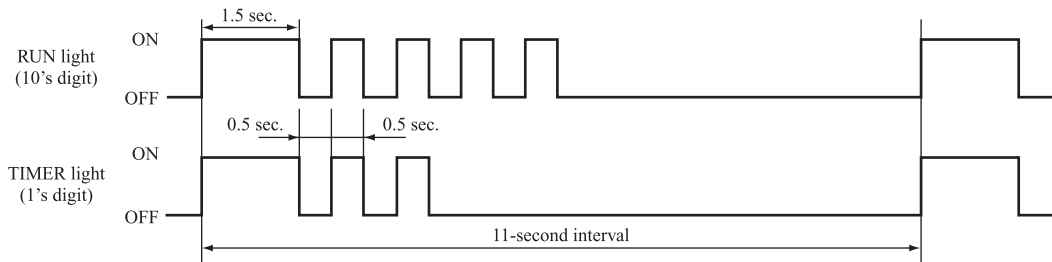 1.5 sec.
ON
RUN light
(10’s digit)
OFF
0.5 sec.
0.5 sec.
ON
TIMER light
(1’s digit)
OFF
11-second interval